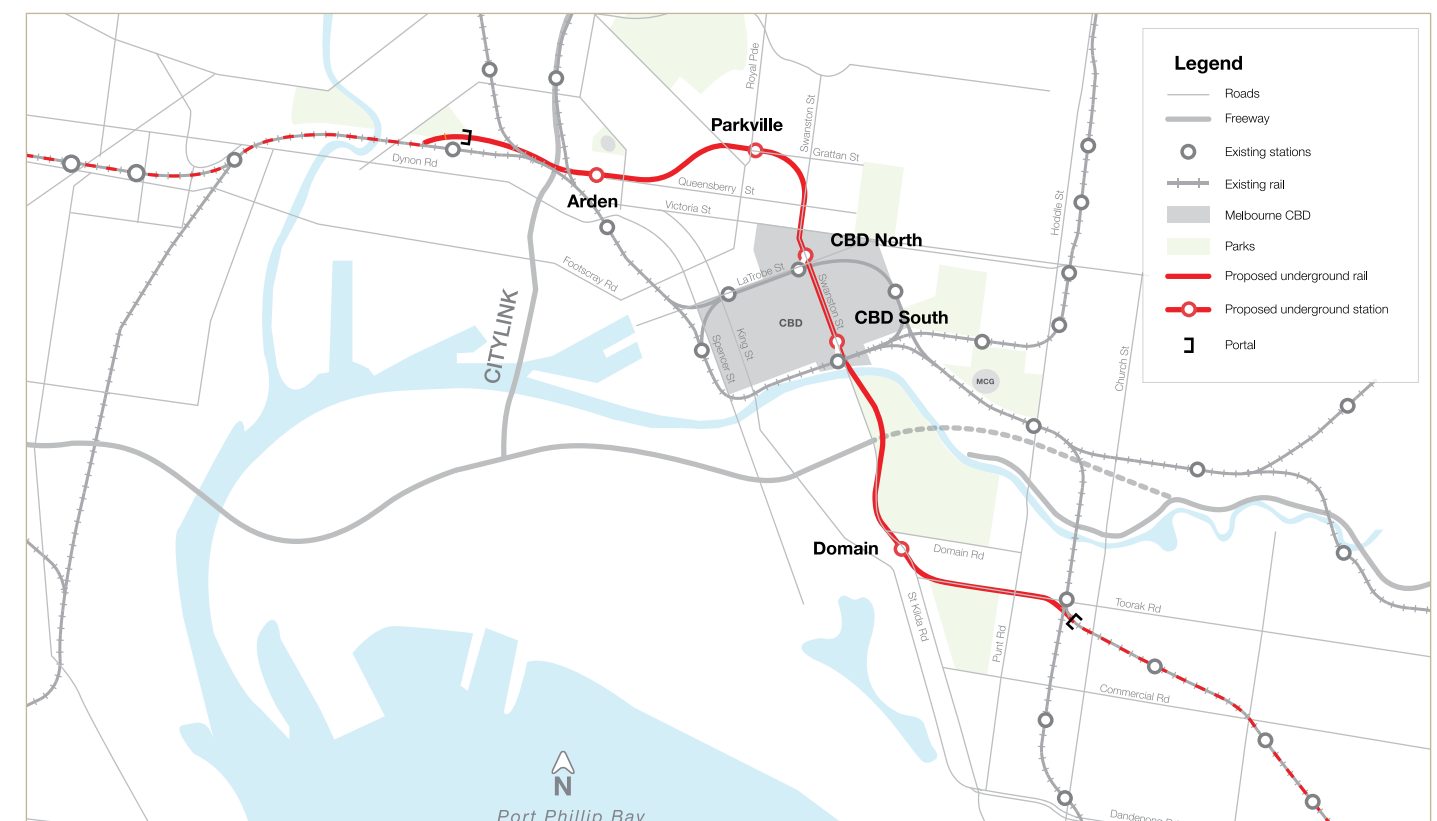 Royal Pde
Swanston St
Parkville
Grattan St
Dynon Rd
Queensberry St
Arden
Victoria St
Hoddle St
CBD North
Footscray Rd
LaTrobe St
Swanston St
CBD South
CBD
King St
Spencer St
CITYLINK
MCG
Church St
Domain
Domain Rd
St Kilda Rd
Punt Rd
Toorak Rd
Commercial Rd
N
Port Phillip Bay
Legend
Roads
Freeway
Existing stations
Existing rail
Melbourne CBD
Parks
Proposed underground rail
Proposed underground station
Portal